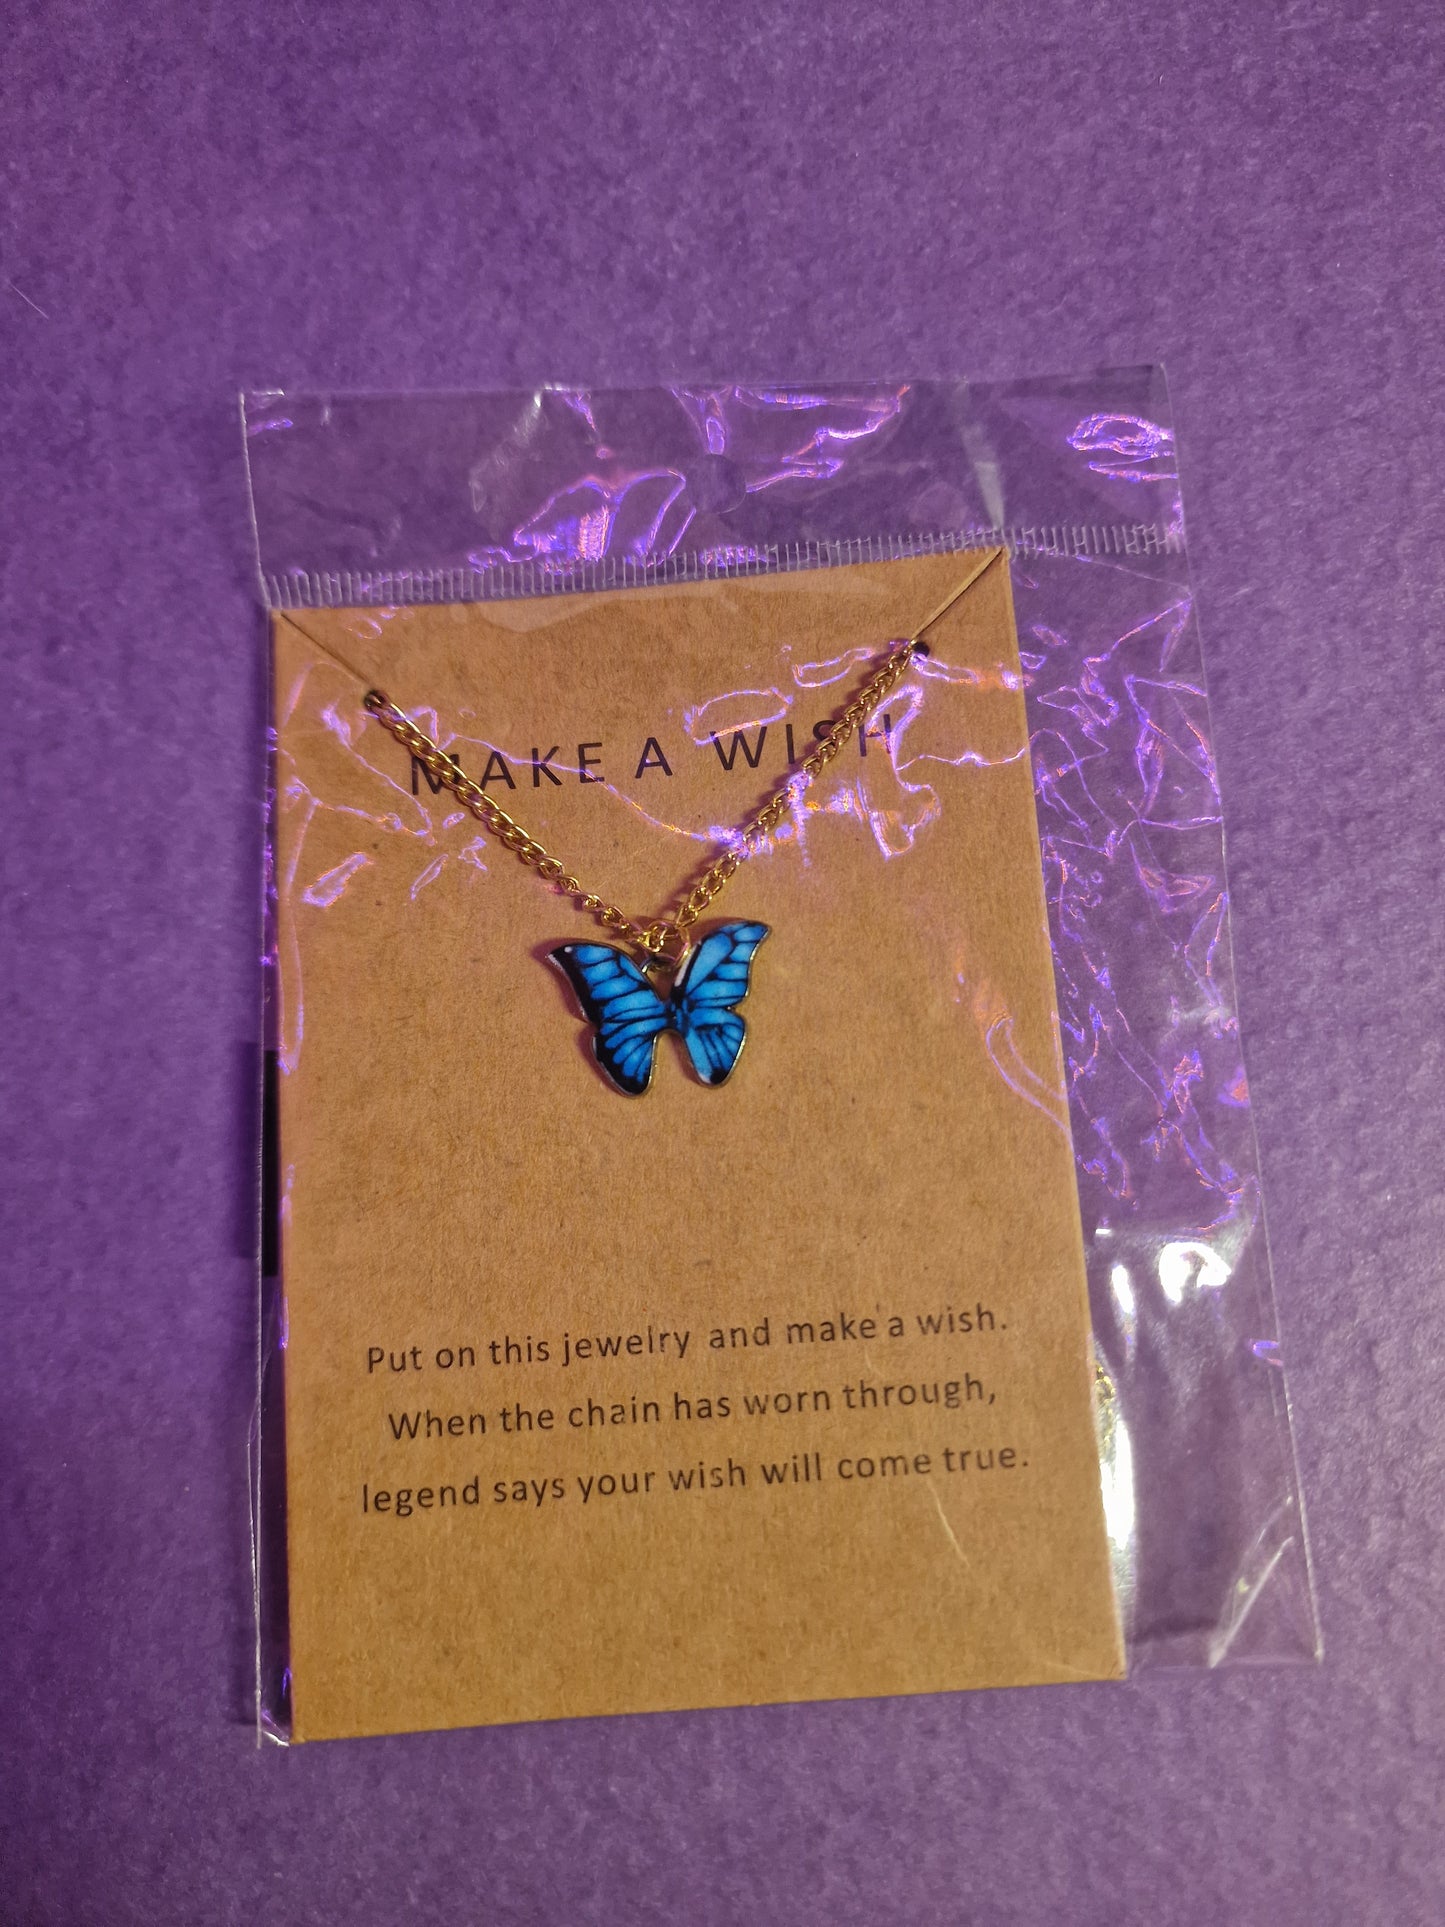 MAKE A WISH
Put on this jewelry and make a wish.
When the chain has worn through,
legend says your wish will come true.